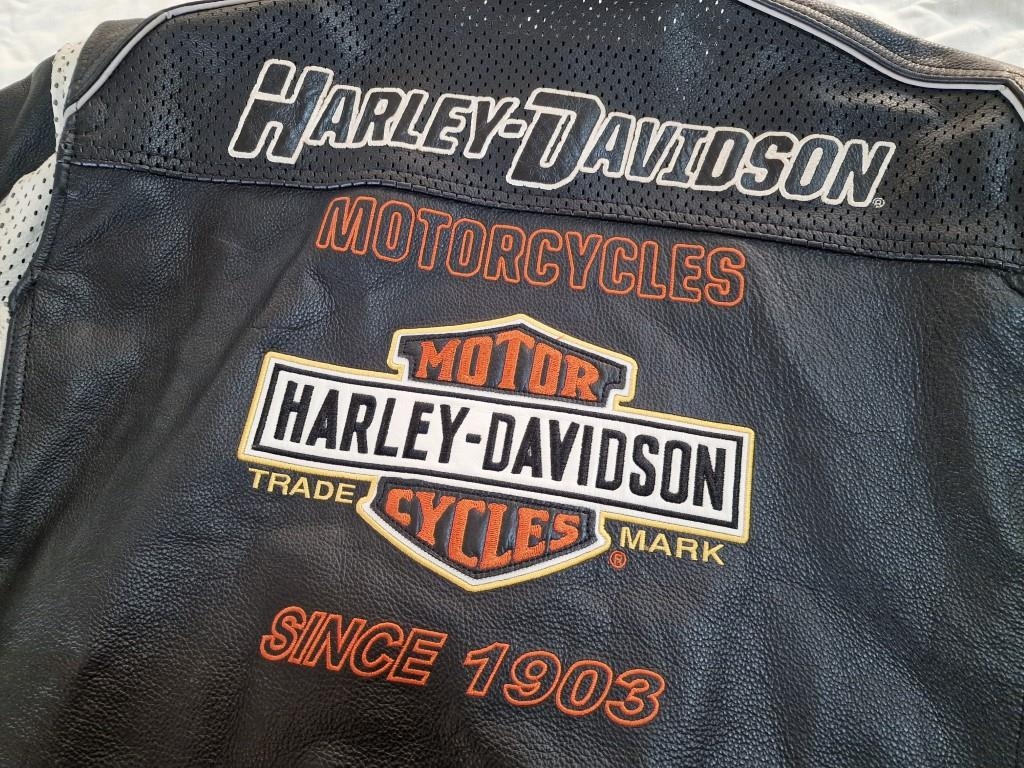 HARLEY-DAVIDSON®
MOTORCYCLES
MOTOR
HARLEY-DAVIDSON
TRADE MARK
CYCLES ®
SINCE 1903